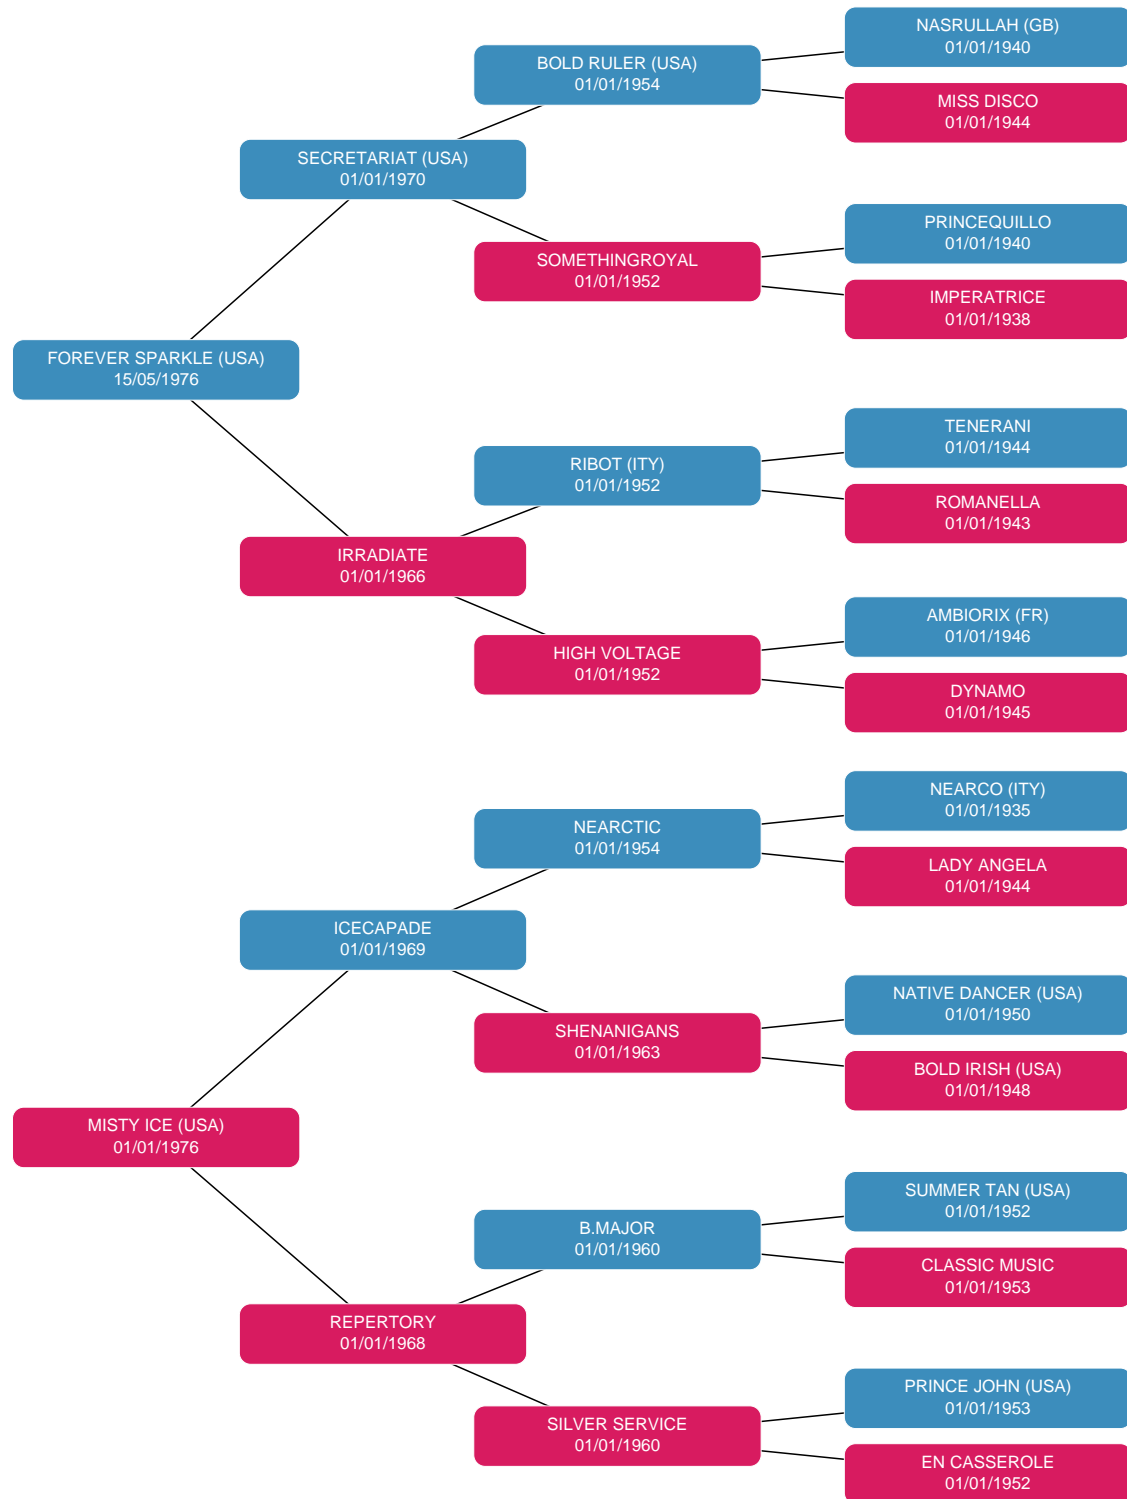 NASRULLAH (GB)
01/01/1940
BOLD RULER (USA)
01/01/1954
MISS DISCO
01/01/1944
SECRETARIAT (USA)
01/01/1970
PRINCEQUILLO
01/01/1940
SOMETHINGROYAL
01/01/1952
IMPERATRICE
01/01/1938
FOREVER SPARKLE (USA)
15/05/1976
TENERANI
01/01/1944
RIBOT (ITY)
01/01/1952
ROMANELLA
01/01/1943
IRRADIATE
01/01/1966
AMBIORIX (FR)
01/01/1946
HIGH VOLTAGE
01/01/1952
DYNAMO
01/01/1945
NEARCO (ITY)
01/01/1935
NEARCTIC
01/01/1954
LADY ANGELA
01/01/1944
ICECAPADE
01/01/1969
NATIVE DANCER (USA)
01/01/1950
SHENANIGANS
01/01/1963
BOLD IRISH (USA)
01/01/1948
MISTY ICE (USA)
01/01/1976
SUMMER TAN (USA)
01/01/1952
B.MAJOR
01/01/1960
CLASSIC MUSIC
01/01/1953
REPERTORY
01/01/1968
PRINCE JOHN (USA)
01/01/1953
SILVER SERVICE
01/01/1960
EN CASSEROLE
01/01/1952